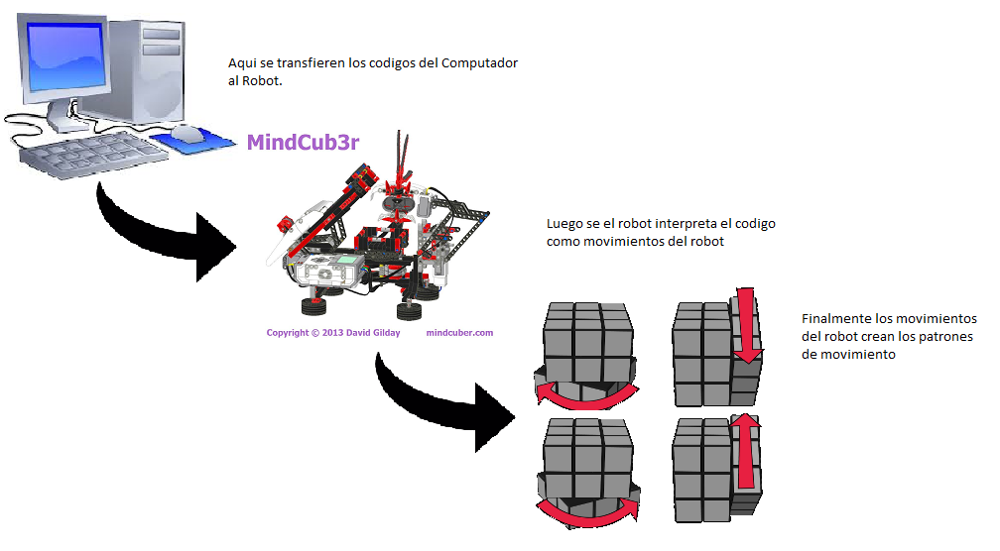 Aqui se transfieren los codigos del Computador
al Robot.
MindCub3r
Luego se el robot interpreta el codigo
como movimientos del robot
Finalmente los movimientos
del robot crean los patrones
de movimiento
Copyright © 2013 David Gilday mindcuber.com